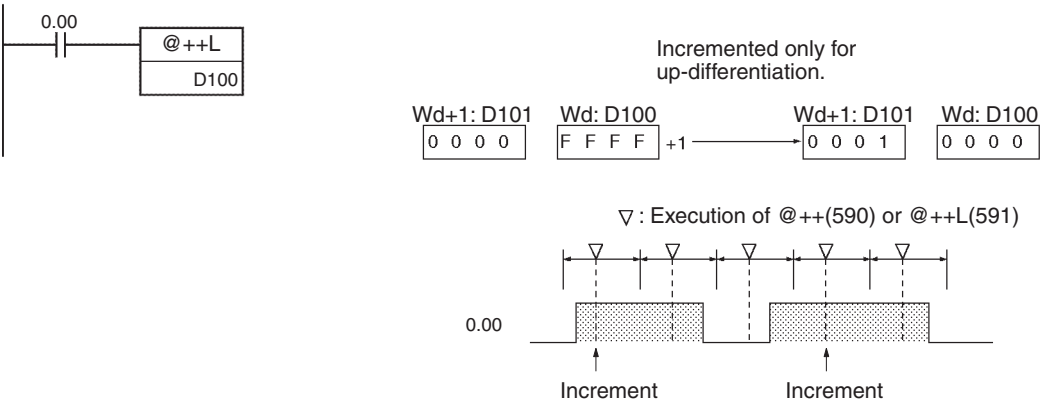 0.00
@++L
D100
Incremented only for
up-differentiation.
Wd+1: D101 Wd: D100 Wd+1: D101 Wd: D100
0 0 0 0 F F F F +1 0 0 0 1 0 0 0 0
▽ : Execution of @++(590) or @++L(591)
0.00
Increment Increment